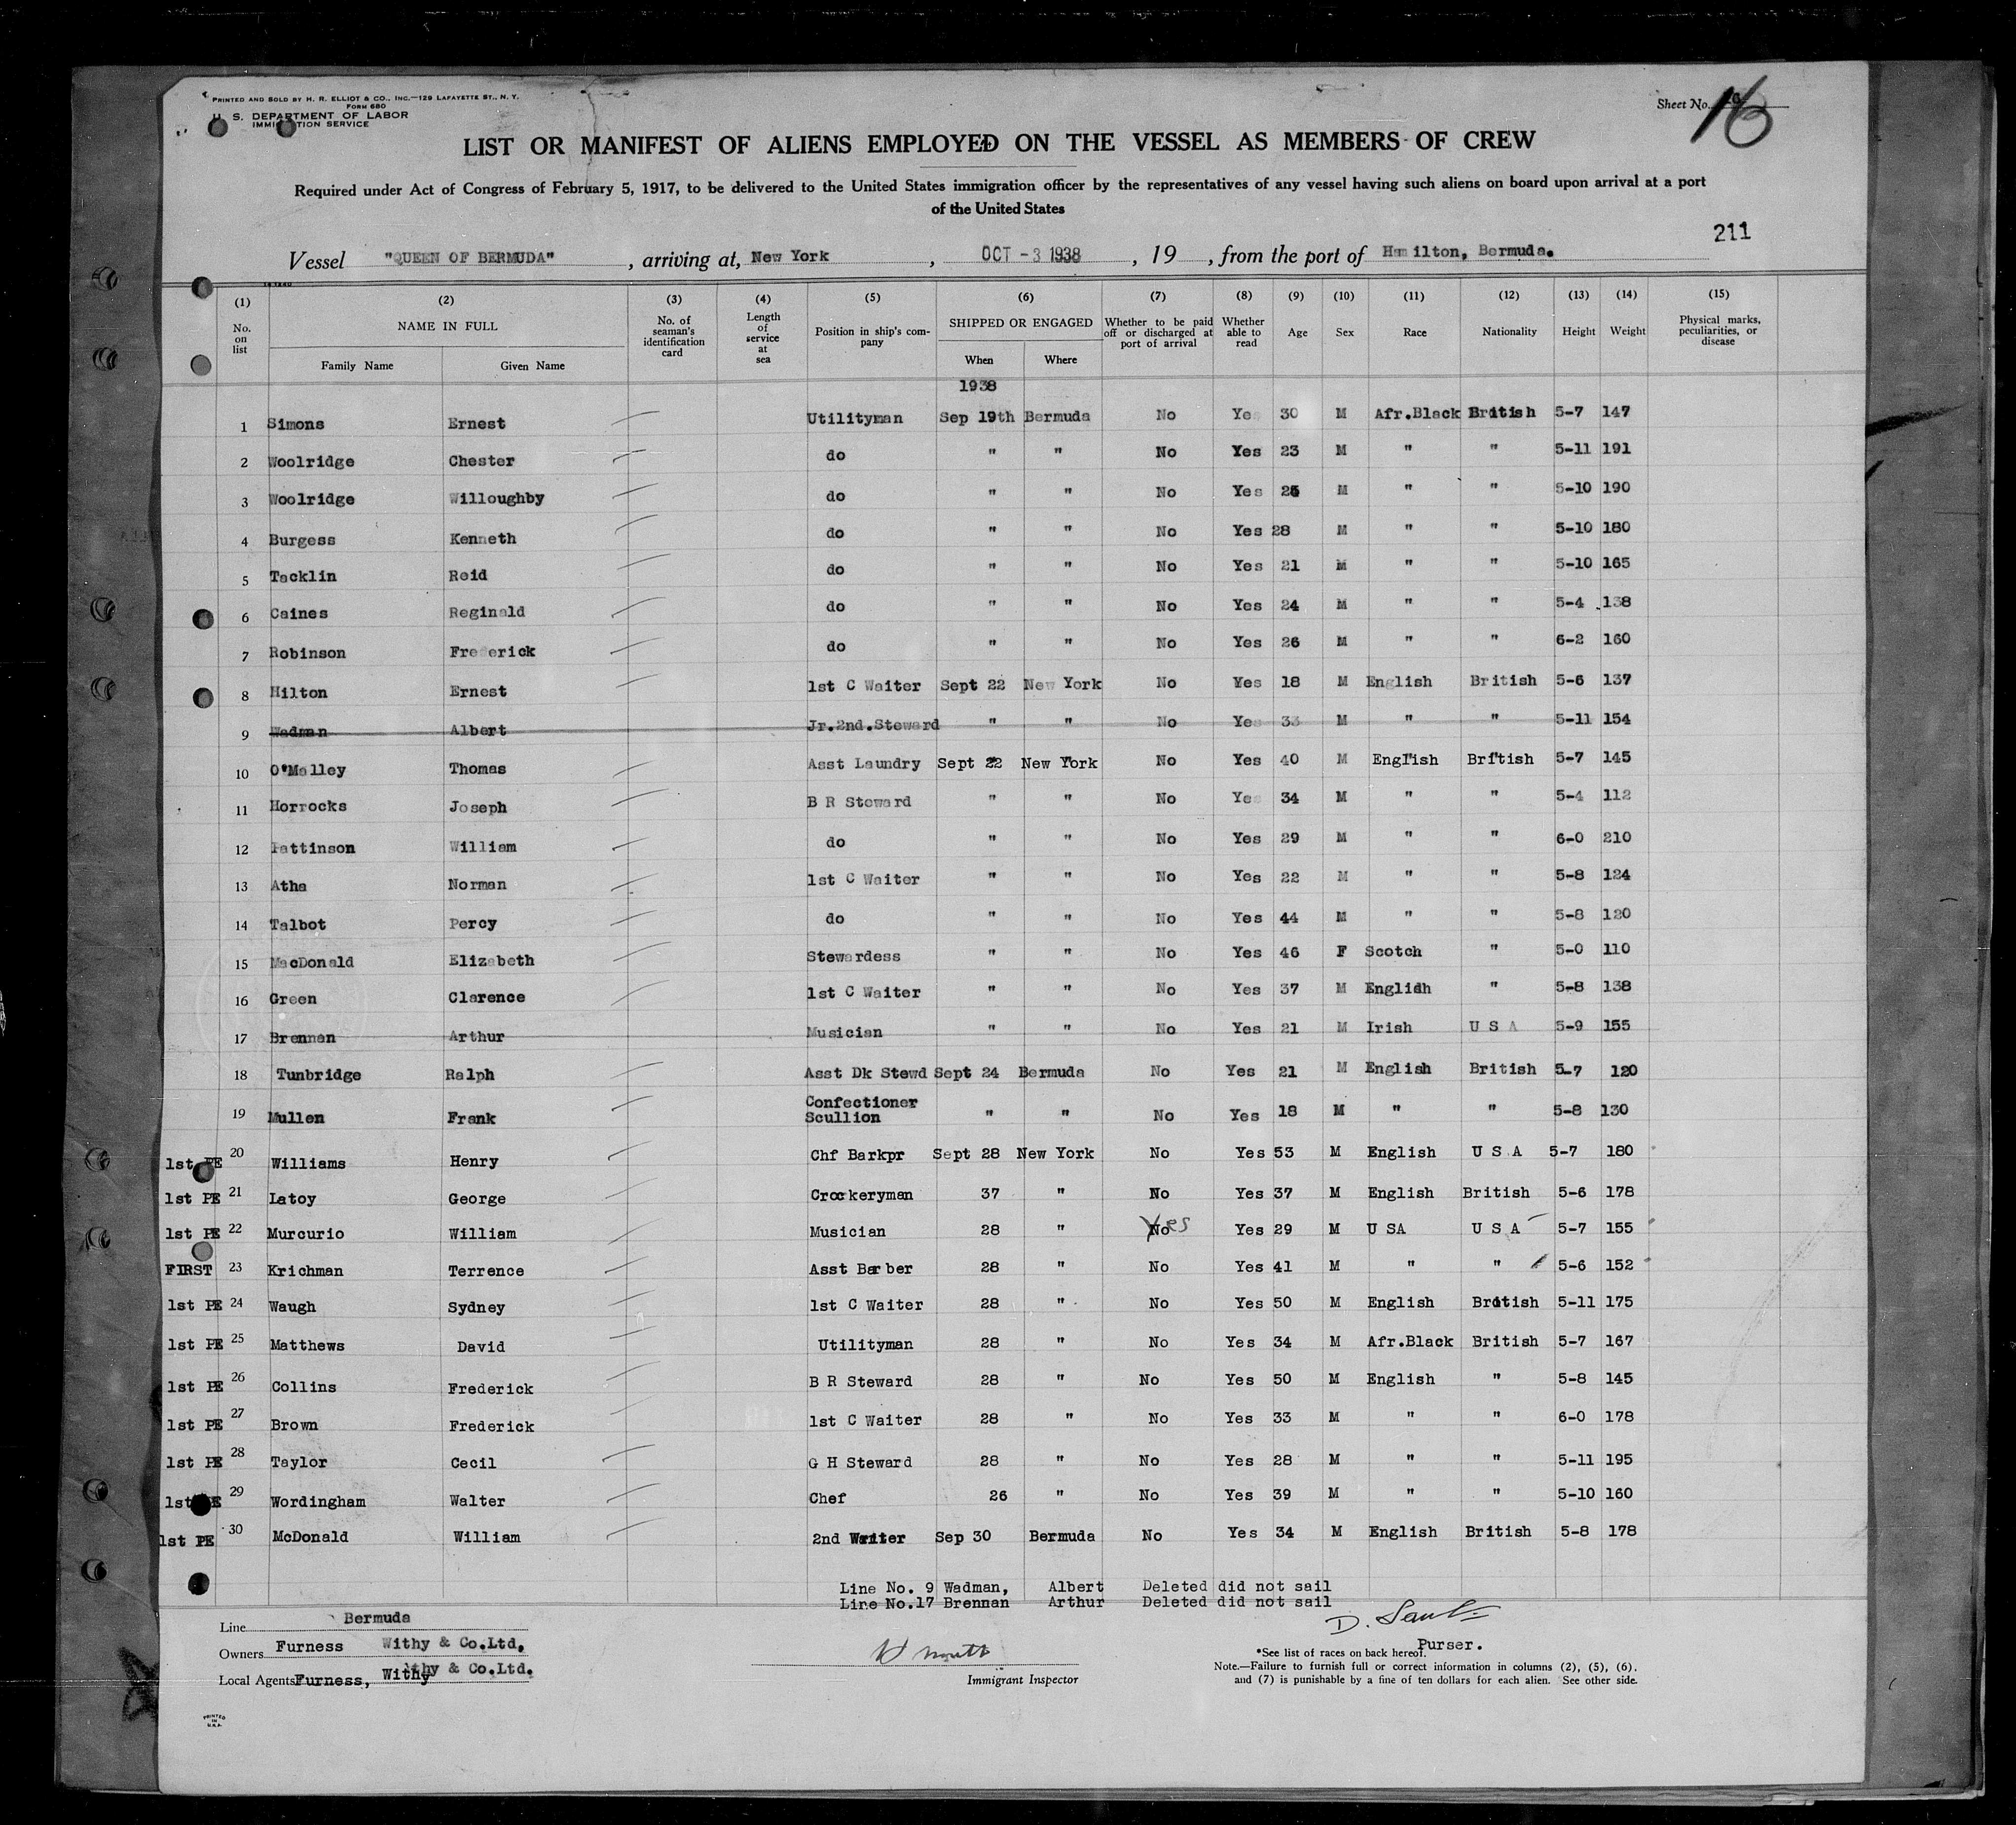 PRINTED AND SOLD BY H. R. ELLIOT & CO., INC.—129 LAFAYETTE ST., N. Y.
FORM 680
U. S. DEPARTMENT OF LABOR
IMMIGRATION SERVICE
Sheet No. 16
LIST OR MANIFEST OF ALIENS EMPLOYED ON THE VESSEL AS MEMBERS OF CREW
Required under Act of Congress of February 5, 1917, to be delivered to the United States immigration officer by the representatives of any vessel having such aliens on board upon arrival at a port
of the United States
211
Vessel "QUEEN OF BERMUDA" , arriving at, New York , OCT -3 1938 , 19 , from the port of Hamilton, Bermuda.
(1) (2) (3) (4) (5) (6) (7) (8) (9) (10) (11) (12) (13) (14) (15)
No. on list NAME IN FULL Family Name Given Name No. of seaman's identification card Length of service at sea Position in ship's company SHIPPED OR ENGAGED When Where Whether to be paid off or discharged at port of arrival Whether able to read Age Sex Race Nationality Height Weight Physical marks, peculiarities, or disease
1938
1 Simons Ernest Utilityman Sep 19th Bermuda No Yes 30 M Afr.Black British 5-7 147
2 Woolridge Chester do " " No Yes 23 M " " 5-11 191
3 Woolridge Willoughby do " " No Yes 25 M " " 5-10 190
4 Burgess Kenneth do " " No Yes 28 M " " 5-10 180
5 Tacklin Reid do " " No Yes 21 M " " 5-10 165
6 Caines Reginald do " " No Yes 24 M " " 5-4 138
7 Robinson Frederick do " " No Yes 26 M " " 6-2 160
8 Hilton Ernest 1st C Waiter Sept 22 New York No Yes 18 M English British 5-6 137
9 Wadman Albert Jr.2nd.Steward " " No Yes 33 M " " 5-11 154
10 O'Malley Thomas Asst Laundry Sept 22 New York No Yes 40 M English British 5-7 145
11 Horrocks Joseph B R Steward " " No Yes 34 M " " 5-4 112
12 Pattinson William do " " No Yes 29 M " " 6-0 210
13 Atha Norman 1st C Waiter " " No Yes 22 M " " 5-8 124
14 Talbot Percy do " " No Yes 44 M " " 5-8 120
15 MacDonald Elizabeth Stewardess " " No Yes 46 F Scotch " 5-0 110
16 Green Clarence 1st C Waiter " " No Yes 37 M Englidh " 5-8 138
17 Brennan Arthur Musician " " No Yes 21 M Irish U S A 5-9 155
18 Tunbridge Ralph Asst Dk Stewd Sept 24 Bermuda No Yes 21 M English British 5-7 120
19 Mullen Frank Confectioner Scullion " " No Yes 18 M " " 5-8 130
1st PE 20 Williams Henry Chf Barkpr Sept 28 New York No Yes 53 M English U S A 5-7 180
1st PE 21 Latoy George Crockeryman 37 " No Yes 37 M English British 5-6 178
1st PE 22 Murcurio William Musician 28 " No Yes Yes 29 M U SA U S A 5-7 155
FIRST 23 Krichman Terrence Asst Barber 28 " No Yes 41 M " " 5-6 152
1st PE 24 Waugh Sydney 1st C Waiter 28 " No Yes 50 M English British 5-11 175
1st PE 25 Matthews David Utilityman 28 " No Yes 34 M Afr.Black British 5-7 167
1st PE 26 Collins Frederick B R Steward 28 " No Yes 50 M English " 5-8 145
1st PE 27 Brown Frederick 1st C Waiter 28 " No Yes 33 M " " 6-0 178
1st PE 28 Taylor Cecil G H Steward 28 " No Yes 28 M " " 5-11 195
1st PE 29 Wordingham Walter Chef 26 " No Yes 39 M " " 5-10 160
1st PE 30 McDonald William 2nd Writer Sep 30 Bermuda No Yes 34 M English British 5-8 178
Line No. 9 Wadman, Albert Deleted did not sail
Line No.17 Brennan Arthur Deleted did not sail
Line Bermuda
Owners Furness Withy & Co.Ltd,
Local Agents Furness, Withy & Co.Ltd.
Immigrant Inspector
D.
Purser.
*See list of races on back hereof.
Note.—Failure to furnish full or correct information in columns (2), (5), (6), and (7) is punishable by a fine of ten dollars for each alien. See other side.
PRINTED IN U.S.A.